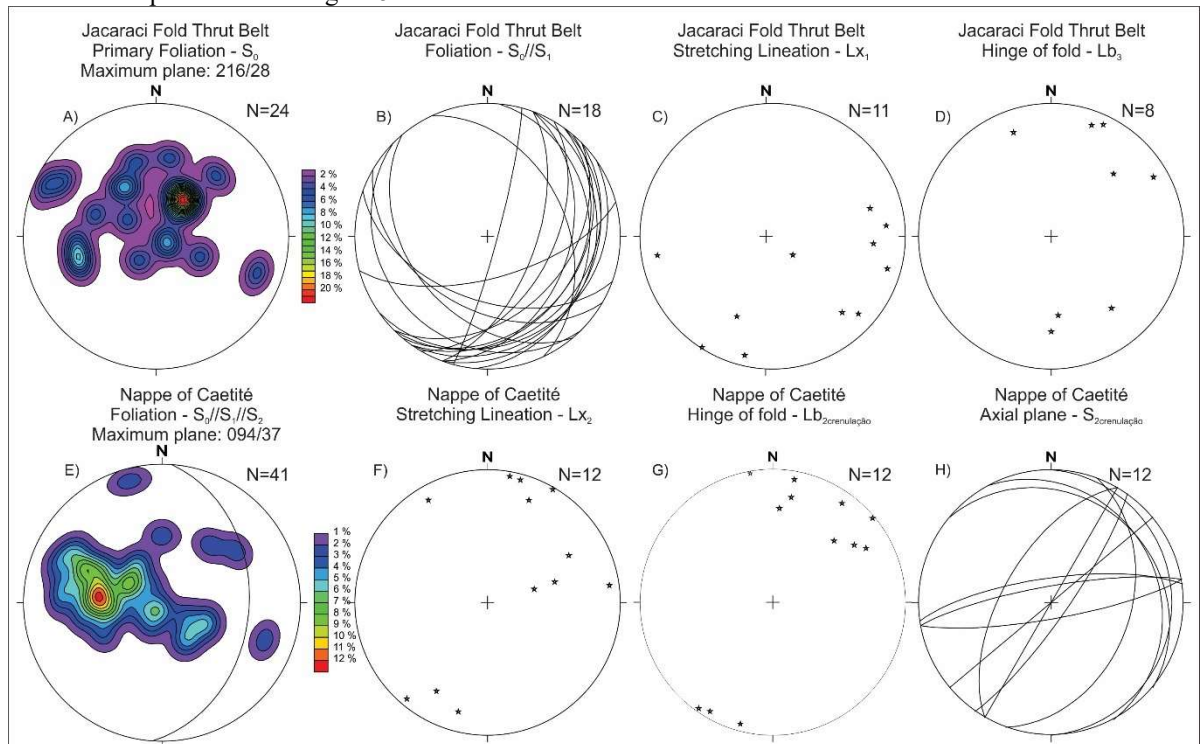 Jacaraci Fold Thrut Belt
Primary Foliation - S₀
Maximum plane: 216/28
N
A)
N=24
2 %
4 %
6 %
8 %
10 %
12 %
14 %
16 %
18 %
20 %
Jacaraci Fold Thrut Belt
Foliation - S₀//S₁
N
B)
N=18
Jacaraci Fold Thrut Belt
Stretching Lineation - Lx₁
N
C)
N=11
Jacaraci Fold Thrut Belt
Hinge of fold - Lb₃
N
D)
N=8
Nappe of Caetité
Foliation - S₀//S₁//S₂
Maximum plane: 094/37
N
E)
N=41
1 %
2 %
3 %
4 %
5 %
6 %
7 %
8 %
9 %
10 %
11 %
12 %
Nappe of Caetité
Stretching Lineation - Lx₂
N
F)
N=12
Nappe of Caetité
Hinge of fold - Lb2crenulação
N
G)
N=12
Nappe of Caetité
Axial plane - S2crenulação
N
H)
N=12